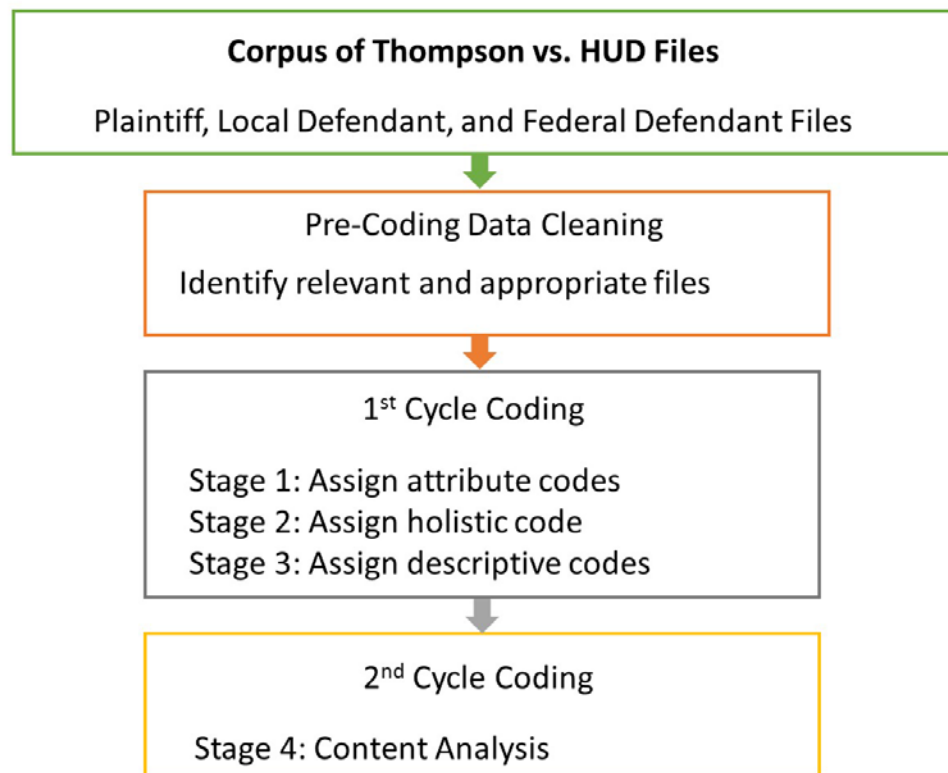 Corpus of Thompson vs. HUD Files
Plaintiff, Local Defendant, and Federal Defendant Files
Pre-Coding Data Cleaning
Identify relevant and appropriate files
1st Cycle Coding
Stage 1: Assign attribute codes
Stage 2: Assign holistic code
Stage 3: Assign descriptive codes
2nd Cycle Coding
Stage 4: Content Analysis